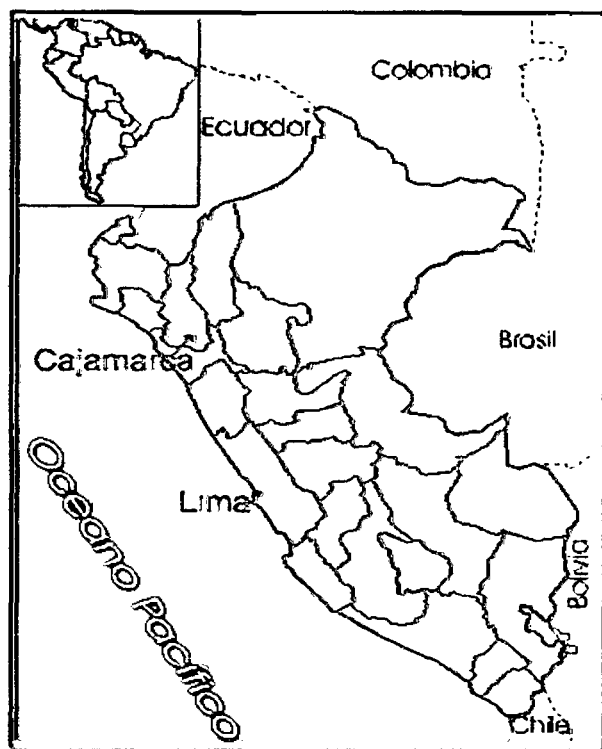 Colombia
Ecuador
Brasil
Cajamarca
Lima
Oceano Pacifico
Bolivia
Chile